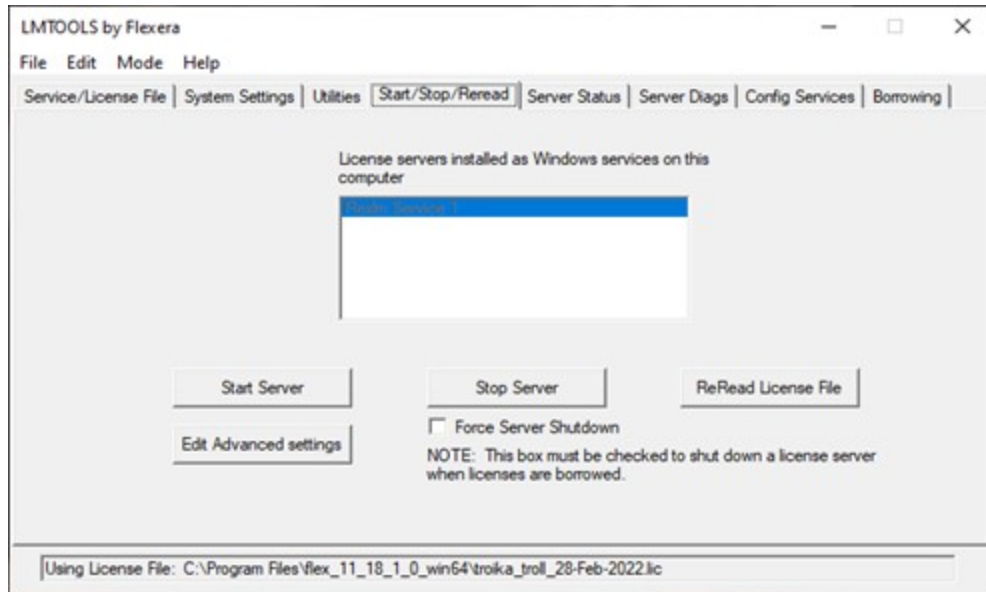 LMTOOLS by Flexera
File Edit Mode Help
Service/License File System Settings Utilities Start/Stop/Reread Server Status Server Diags Config Services Borrowing
License servers installed as Windows services on this
computer
Realm Service 1
Start Server Stop Server ReRead License File
Force Server Shutdown
Edit Advanced settings
NOTE: This box must be checked to shut down a license server
when licenses are borrowed.
Using License File: C:\Program Files\flex_11_18_1_0_win64\troika_troll_28-Feb-2022.lic